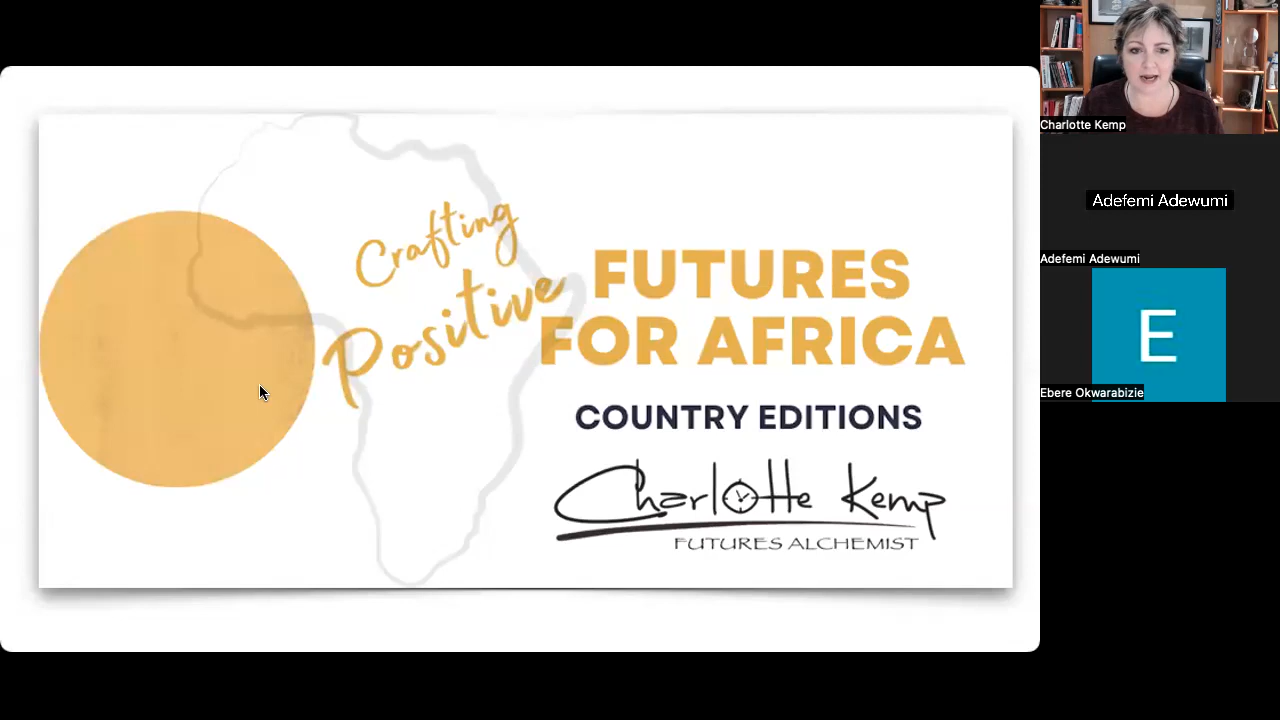 Crafting
Positive
FUTURES
FOR AFRICA
COUNTRY EDITIONS
Charlotte Kemp
FUTURES ALCHEMIST
Charlotte Kemp
Adefemi Adewumi
Adefemi Adewumi
E
Ebere Okwarabizie